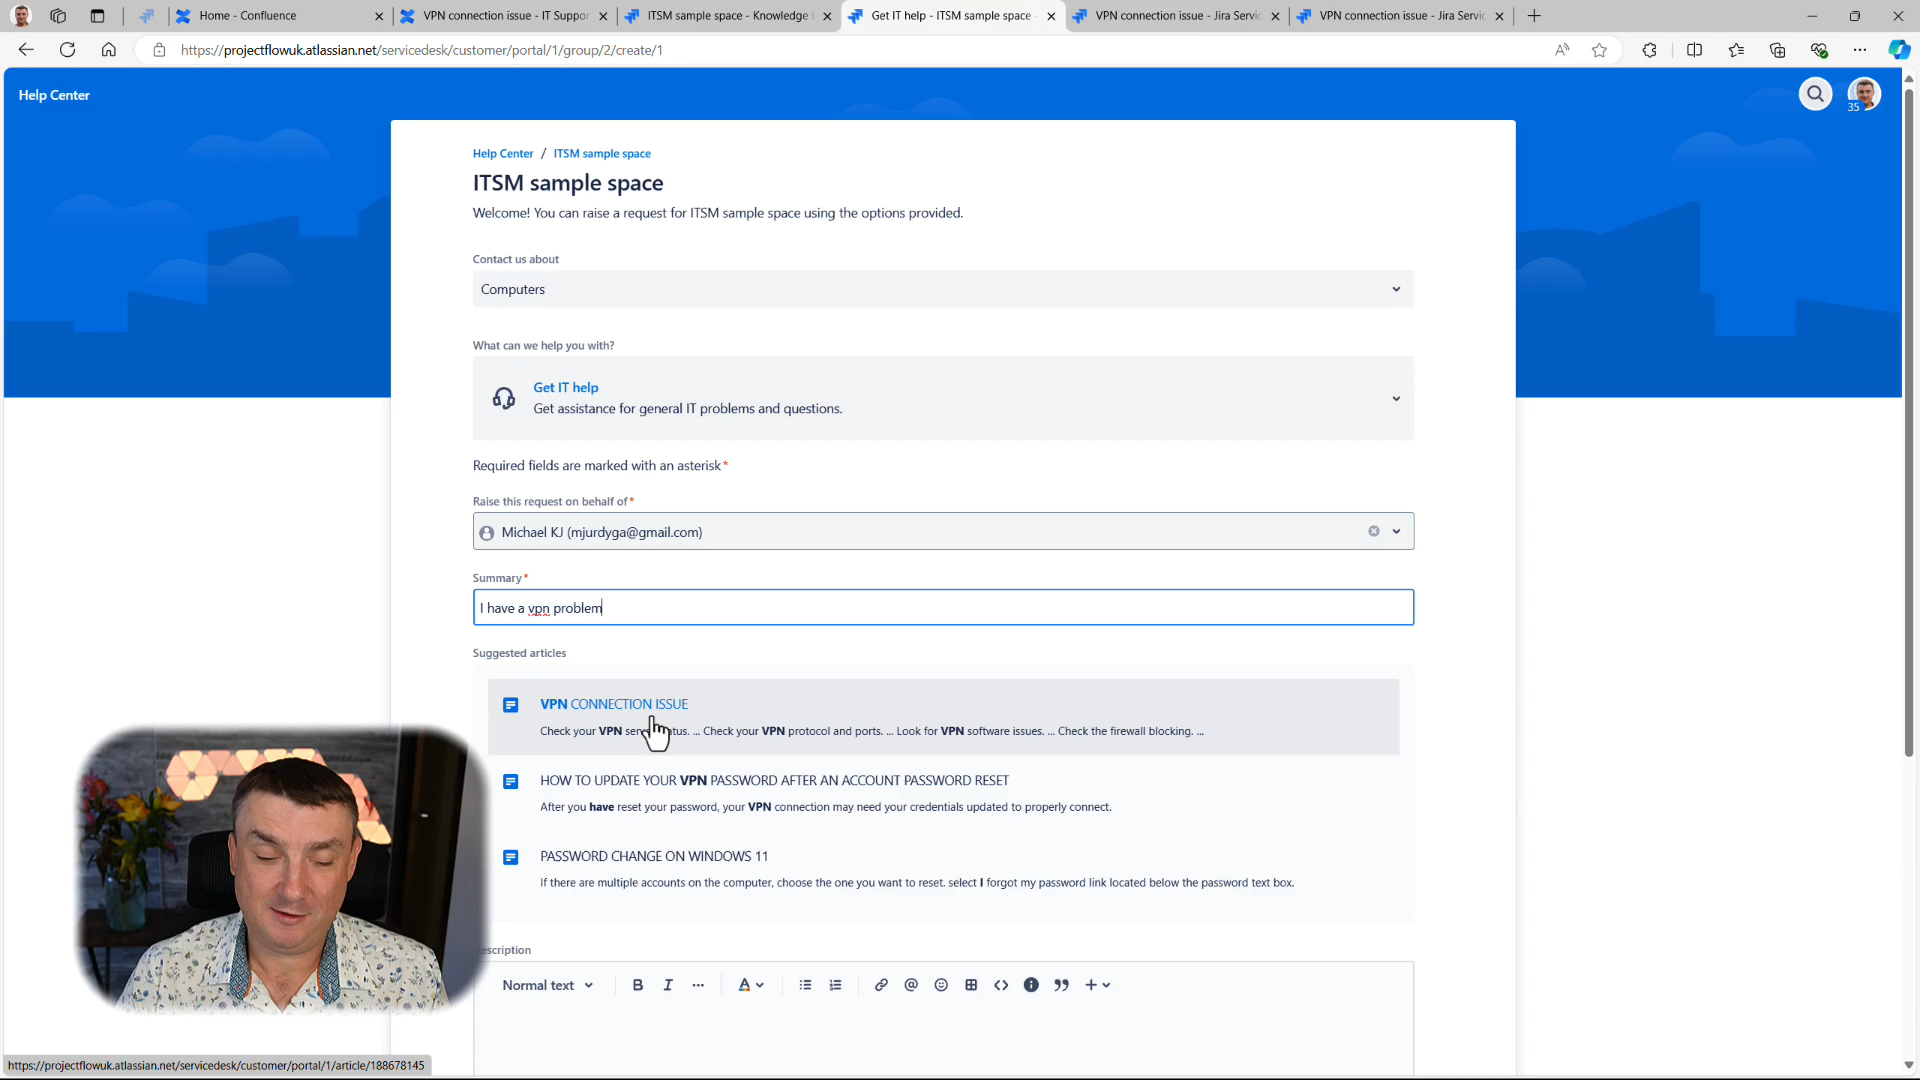 Home - Confluence
VPN connection issue - IT Suppor
ITSM sample space - Knowledge
Get IT help - ITSM sample space -
VPN connection issue - Jira Servic
VPN connection issue - Jira Servic
https://projectflowuk.atlassian.net/servicedesk/customer/portal/1/group/2/create/1
Help Center
35
Help Center / ITSM sample space
ITSM sample space
Welcome! You can raise a request for ITSM sample space using the options provided.
Contact us about
Computers
What can we help you with?
Get IT help
Get assistance for general IT problems and questions.
Required fields are marked with an asterisk*
Raise this request on behalf of*
Michael KJ (mjurdyga@gmail.com)
Summary*
I have a vpn problem
Suggested articles
VPN CONNECTION ISSUE
Check your VPN ... Check your VPN protocol and ports. ... Look for VPN software issues. ... Check the firewall blocking. ...
HOW TO UPDATE YOUR VPN PASSWORD AFTER AN ACCOUNT PASSWORD RESET
After you have reset your password, your VPN connection may need your credentials updated to properly connect.
PASSWORD CHANGE ON WINDOWS 11
If there are multiple accounts on the computer, choose the one you want to reset. select I forgot my password link located below the password text box.
escription
Normal text
B I ... A
https://projectflowuk.atlassian.net/servicedesk/customer/portal/1/article/188678145